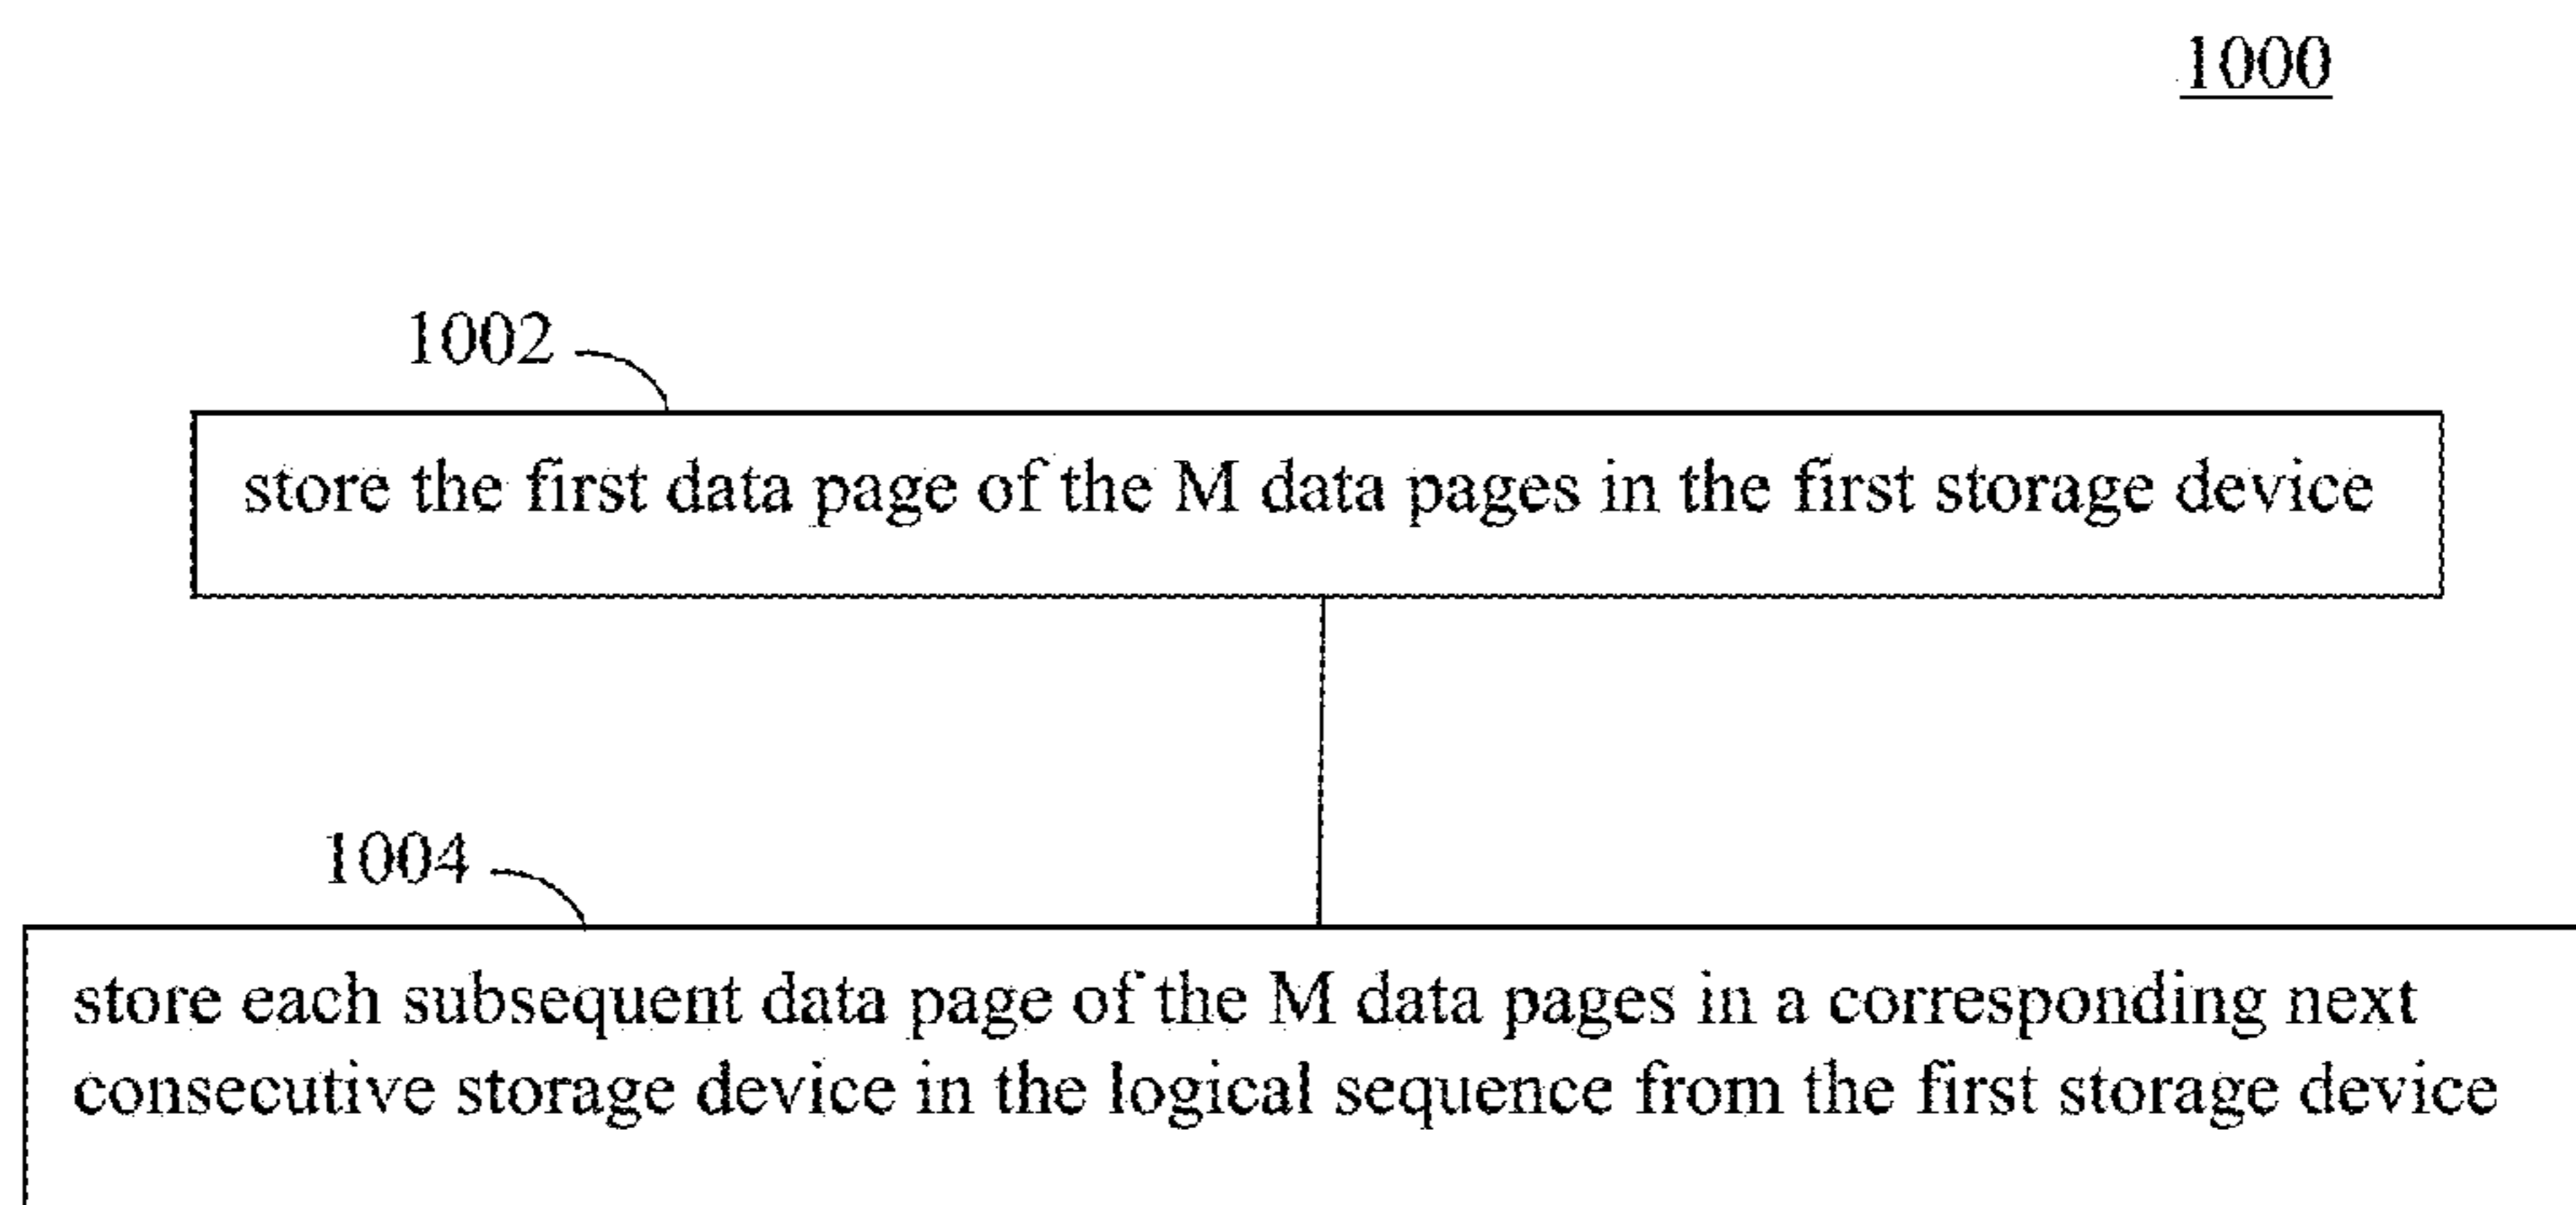 1000
1002
store the first data page of the M data pages in the first storage device
1004
store each subsequent data page of the M data pages in a corresponding next
consecutive storage device in the logical sequence from the first storage device